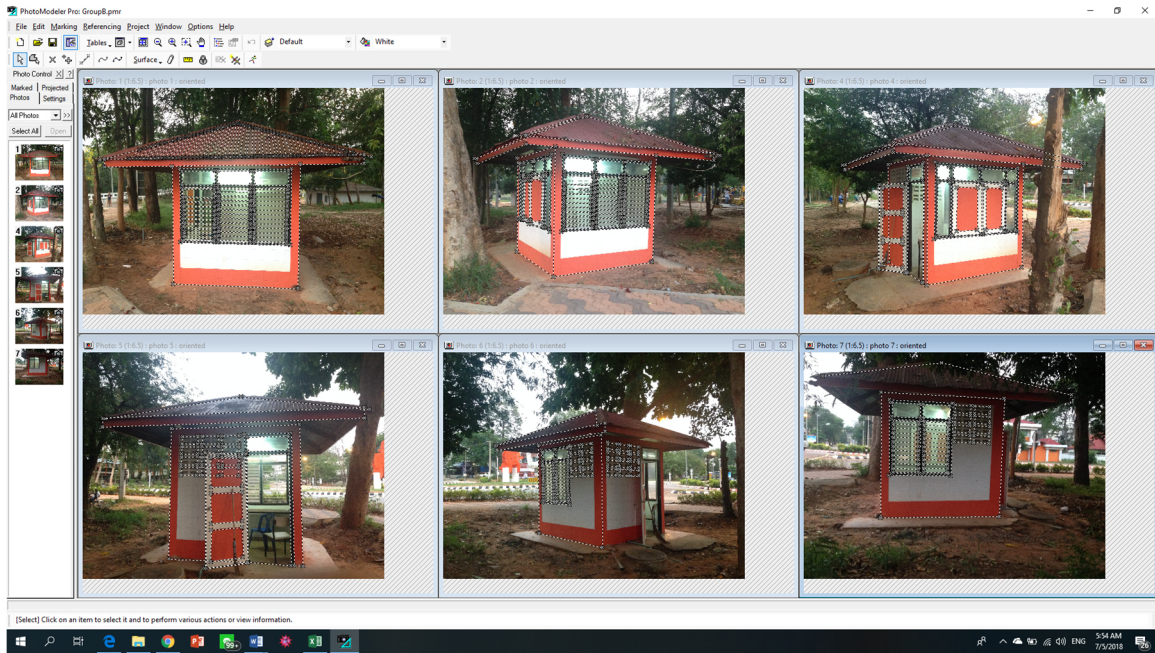 PhotoModeler Pro: GroupB.pmr
File Edit Marking Referencing Project Window Options Help
Tables Default White
Surface
Photo Control X ?
Marked Projected
Photos Settings
All Photos >>
Select All Open
1
2
4
5
6
7
Photo: 1 (1:6.5) : photo 1 : oriented
Photo: 2 (1:6.5) : photo 2 : oriented
Photo: 4 (1:6.5) : photo 4 : oriented
Photo: 5 (1:6.5) : photo 5 : oriented
Photo: 6 (1:6.5) : photo 6 : oriented
Photo: 7 (1:6.5) : photo 7 : oriented
[Select] Click on an item to select it and to perform various actions or view information.
99+
ENG
5:54 AM
7/5/2018
26